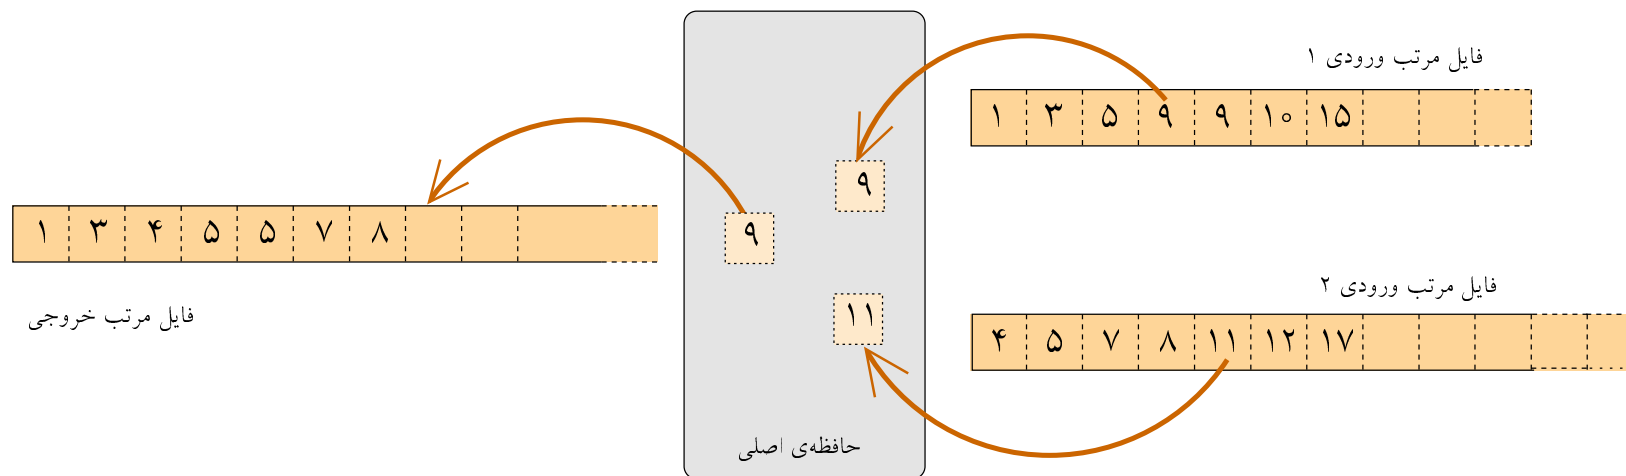 فایل مرتب ورودی ۱
۱ ۳ ۵ ۹ ۹ ۱۰ ۱۵
۹
۱ ۳ ۴ ۵ ۵ ۷ ۸
۹
فایل مرتب خروجی
۱۱
فایل مرتب ورودی ۲
۴ ۵ ۷ ۸ ۱۱ ۱۲ ۱۷
حافظه‌ی اصلی